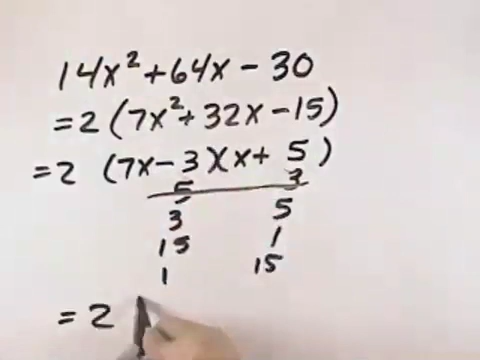 14x² + 64x - 30
= 2 (7x² + 32x - 15)
= 2 (7x - 3)(x + 5)
5 3
3 5
15 1
1 15
= 2